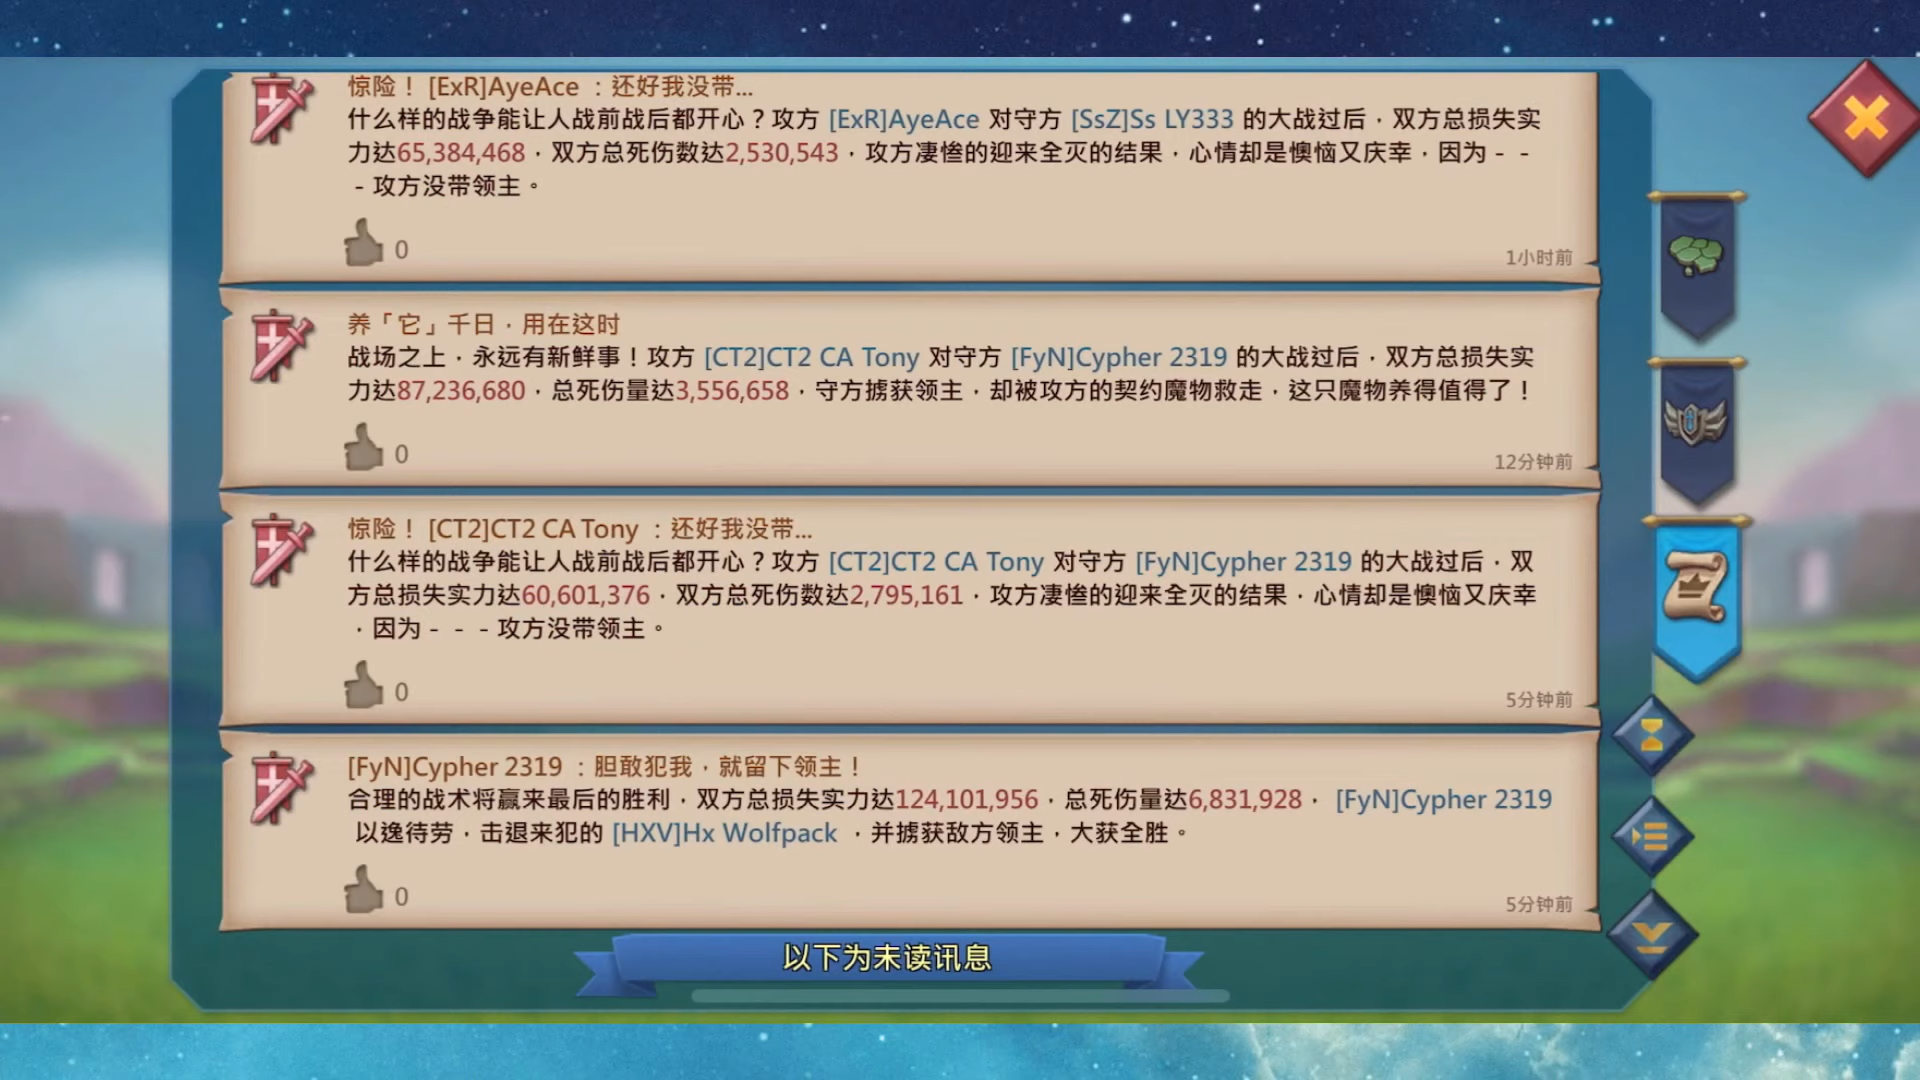 惊险！ [ExR]AyeAce ：还好我没带...
什么样的战争能让人战前战后都开心？攻方 [ExR]AyeAce 对守方 [SsZ]Ss LY333 的大战过后，双方总损失实
力达65,384,468，双方总死伤数达2,530,543，攻方凄惨的迎来全灭的结果，心情却是懊恼又庆幸，因为 - -
- 攻方没带领主。
0
1小时前
养「它」千日，用在这时
战场之上，永远有新鲜事！攻方 [CT2]CT2 CA Tony 对守方 [FyN]Cypher 2319 的大战过后，双方总损失实
力达87,236,680，总死伤量达3,556,658，守方掳获领主，却被攻方的契约魔物救走，这只魔物养得值得了！
0
12分钟前
惊险！ [CT2]CT2 CA Tony ：还好我没带...
什么样的战争能让人战前战后都开心？攻方 [CT2]CT2 CA Tony 对守方 [FyN]Cypher 2319 的大战过后，双
方总损失实力达60,601,376，双方总死伤数达2,795,161，攻方凄惨的迎来全灭的结果，心情却是懊恼又庆幸
，因为 - - - 攻方没带领主。
0
5分钟前
[FyN]Cypher 2319 ：胆敢犯我，就留下领主！
合理的战术将赢来最后的胜利，双方总损失实力达124,101,956，总死伤量达6,831,928， [FyN]Cypher 2319
以逸待劳，击退来犯的 [HXV]Hx Wolfpack ，并掳获敌方领主，大获全胜。
0
5分钟前
以下为未读讯息